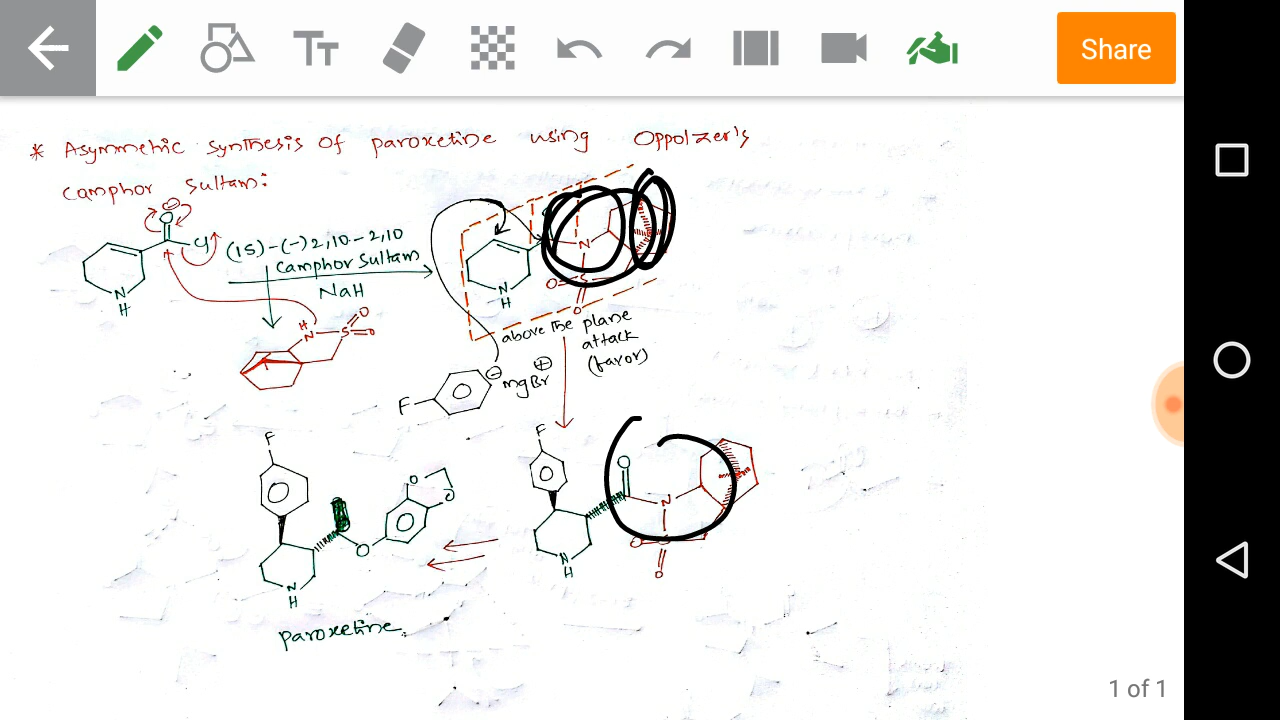 Share
* Asymmetric synthesis of paroxetine using Oppolzer's
camphor sultam:
O
Cl
(1S)-(-)2,10-2,10
camphor sultam
NaH
N
H
H
N
S
O
O
N
H
N
S
O
O
above the plane
attack
(favor)
F
MgBr
F
O
N
S
O
O
N
H
F
O
O
O
N
H
paroxetine.
1 of 1